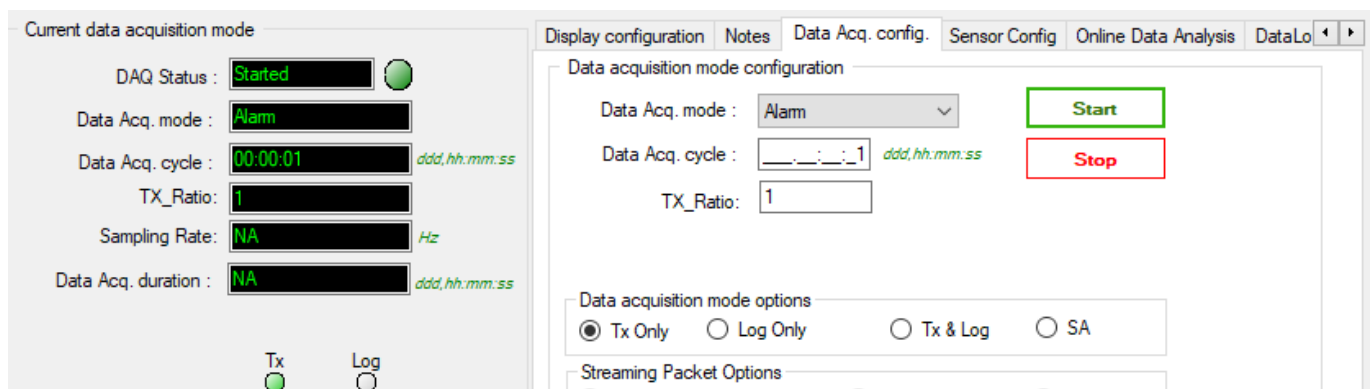 Current data acquisition mode
DAQ Status : Started
Data Acq. mode : Alarm
Data Acq. cycle : 00:00:01 ddd,hh:mm:ss
TX_Ratio: 1
Sampling Rate: NA Hz
Data Acq. duration : NA ddd,hh:mm:ss
Tx Log
Display configuration Notes Data Acq. config. Sensor Config Online Data Analysis DataLo
Data acquisition mode configuration
Data Acq. mode : Alarm Start
Data Acq. cycle : ___.__:__:_1 ddd,hh:mm:ss Stop
TX_Ratio: 1
Data acquisition mode options
Tx Only Log Only Tx & Log SA
Streaming Packet Options